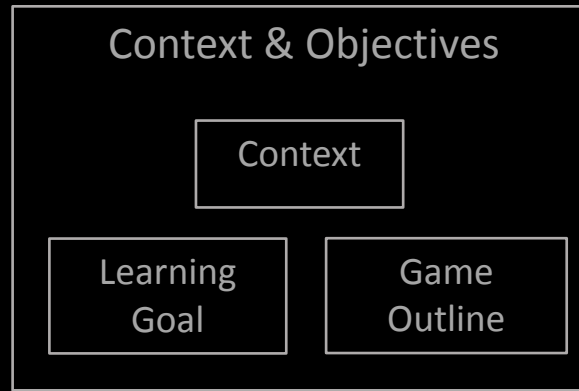 Context & Objectives
Context
Learning
Goal
Game
Outline